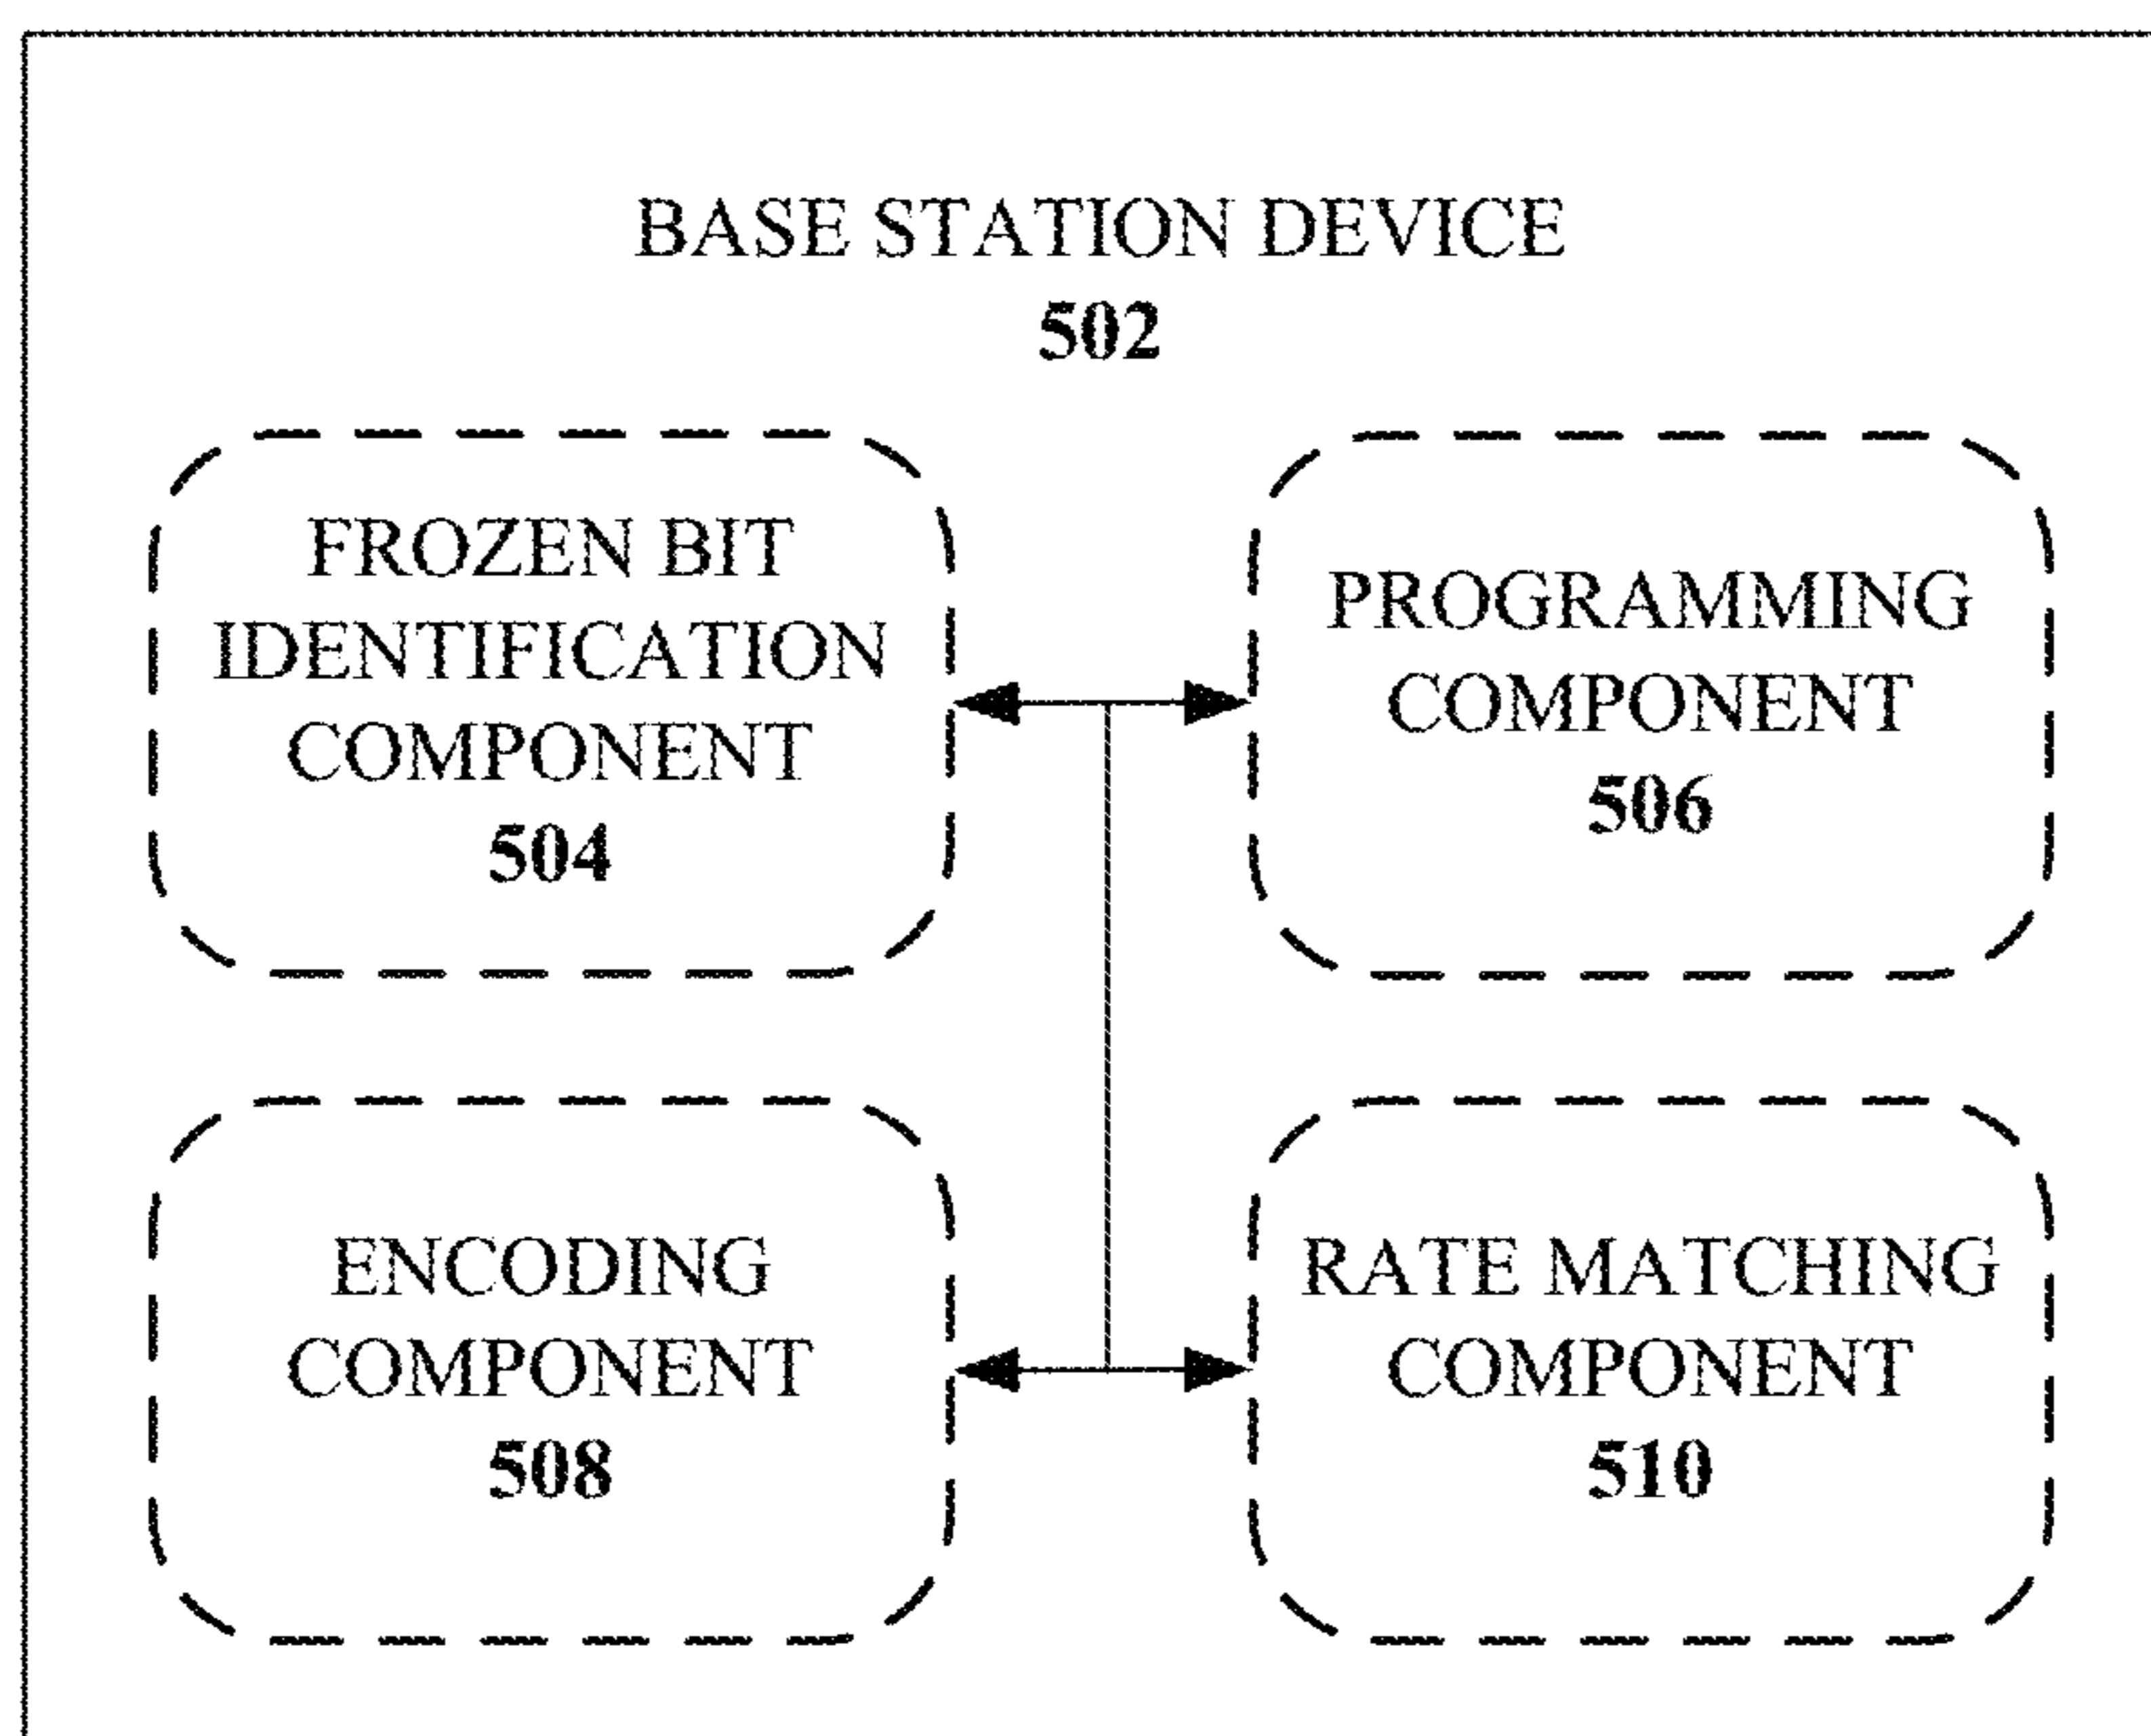 BASE STATION DEVICE
502
FROZEN BIT
IDENTIFICATION
COMPONENT
504
PROGRAMMING
COMPONENT
506
ENCODING
COMPONENT
508
RATE MATCHING
COMPONENT
510